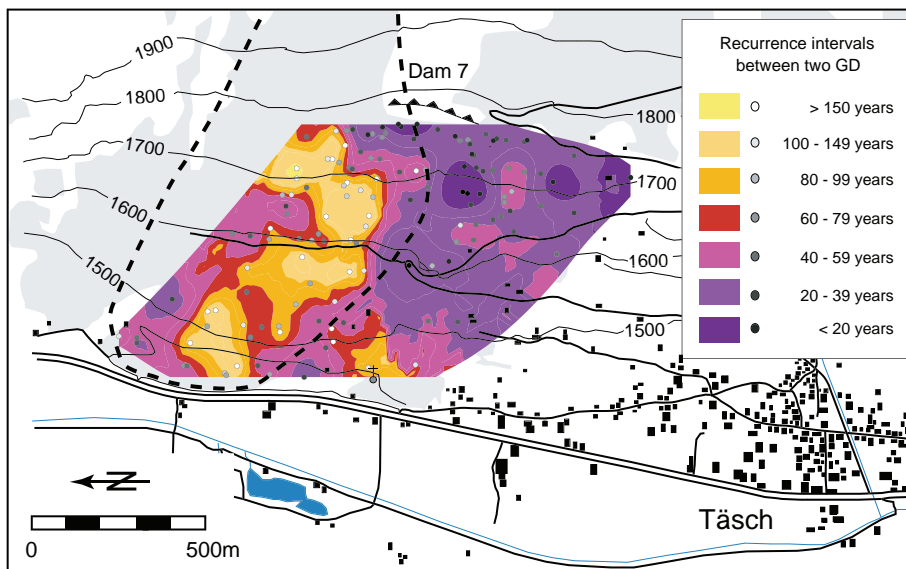 1900
1800
1700
1600
1500
Dam 7
Recurrence intervals
between two GD
> 150 years
100 - 149 years
80 - 99 years
60 - 79 years
40 - 59 years
20 - 39 years
< 20 years
1800
1700
1600
1500
N
0 500m
Täsch